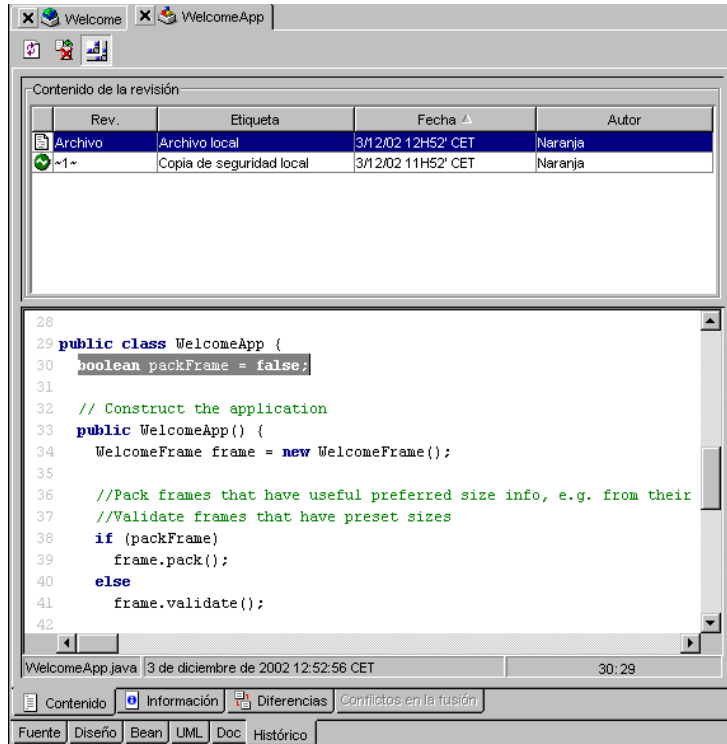 Welcome WelcomeApp
Contenido de la revisión
Rev. Etiqueta Fecha Autor
Archivo Archivo local 3/12/02 12H52' CET Naranja
~1~ Copia de seguridad local 3/12/02 11H52' CET Naranja
28
29 public class WelcomeApp {
30 boolean packFrame = false;
31
32 // Construct the application
33 public WelcomeApp() {
34 WelcomeFrame frame = new WelcomeFrame();
35
36 //Pack frames that have useful preferred size info, e.g. from their
37 //Validate frames that have preset sizes
38 if (packFrame)
39 frame.pack();
40 else
41 frame.validate();
42
WelcomeApp.java 3 de diciembre de 2002 12:52:56 CET 30:29
Contenido Información Diferencias Conflictos en la fusión
Fuente Diseño Bean UML Doc Histórico